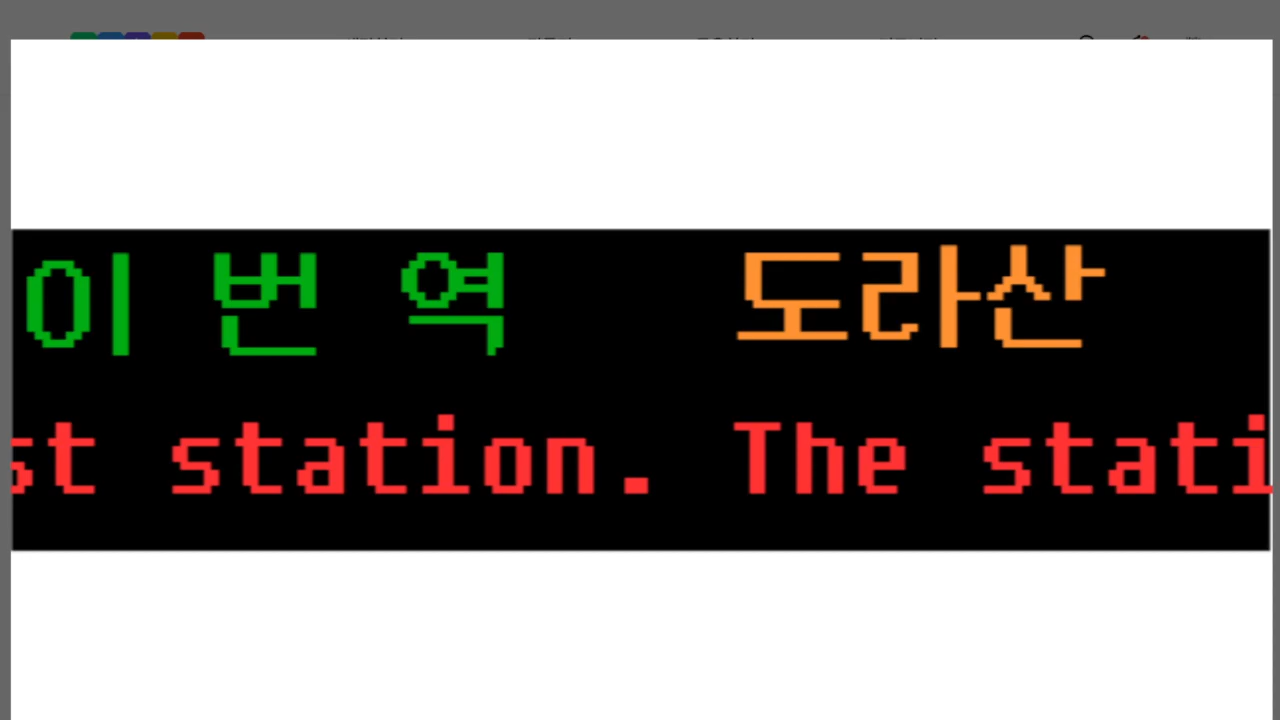 이 번 역 도라산
st station. The stati